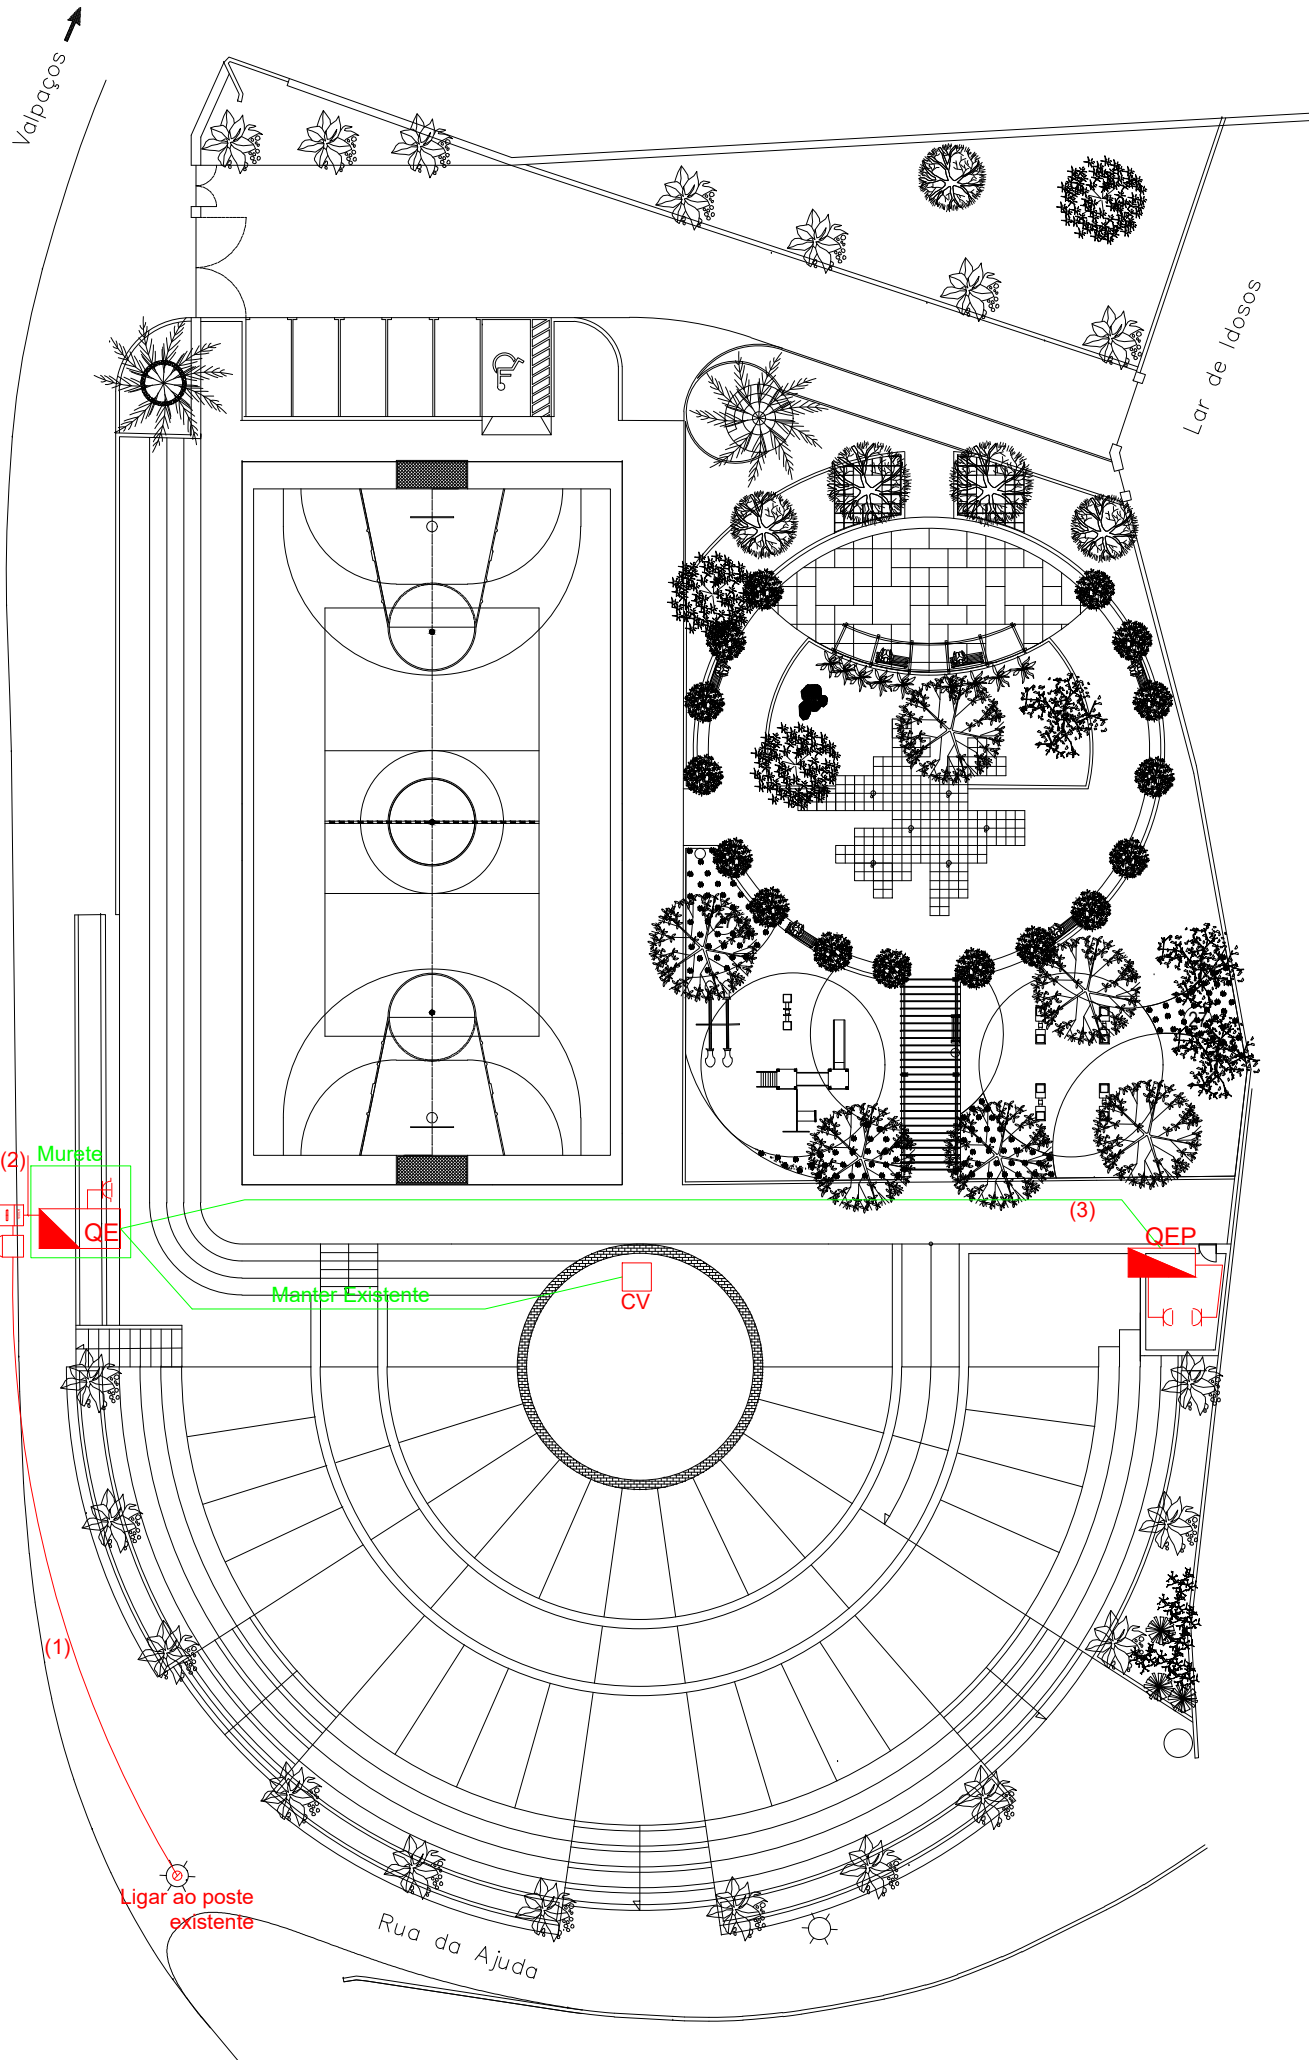 Valpaços
Lar de Idosos
(2)
Murete
QE
(3)
QEP
Manter Existente
CV
(1)
Ligar ao poste
existente
Rua da Ajuda